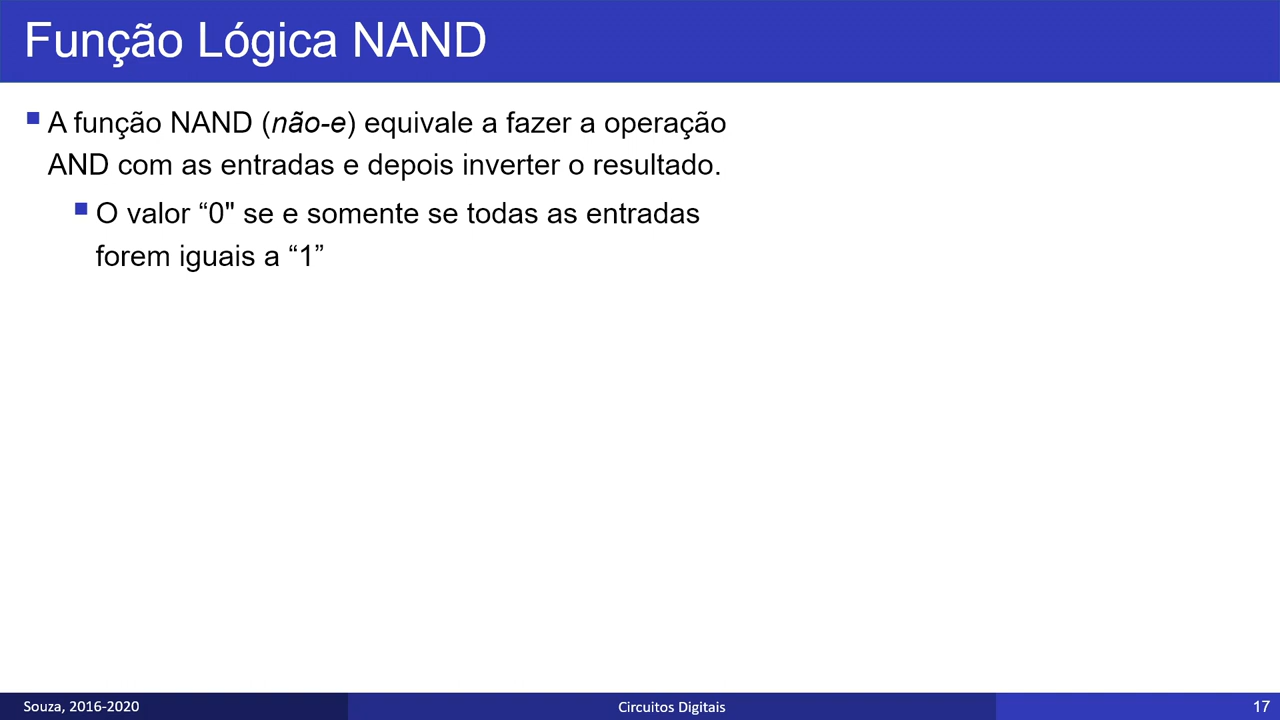 Função Lógica NAND
A função NAND (não-e) equivale a fazer a operação
AND com as entradas e depois inverter o resultado.
O valor “0" se e somente se todas as entradas
forem iguais a “1”
Souza, 2016-2020
Circuitos Digitais
17